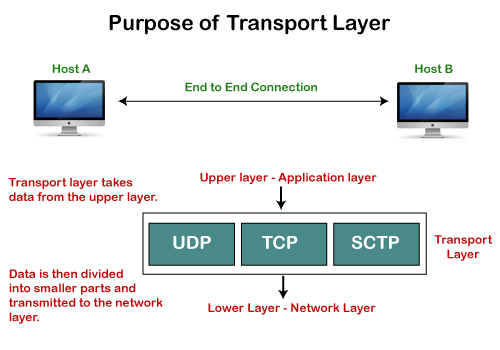 Purpose of Transport Layer
Host A
Host B
End to End Connection
Transport layer takes
data from the upper layer.
Upper layer - Application layer
UDP
TCP
SCTP
Transport
Layer
Data is then divided
into smaller parts and
transmitted to the network
layer.
Lower Layer - Network Layer